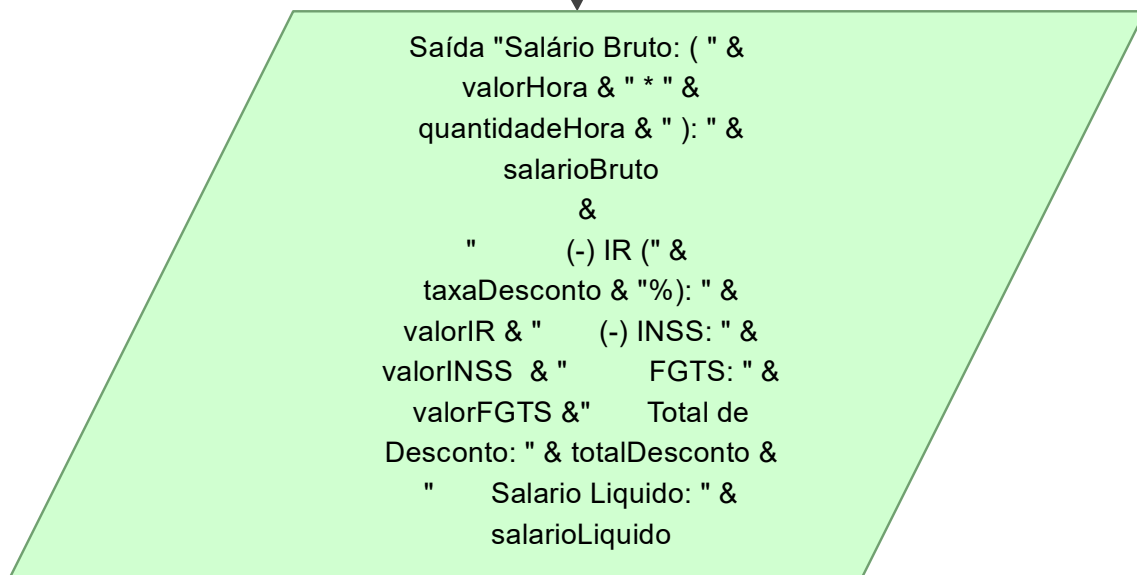 Saída "Salário Bruto: ( " &
valorHora & " * " &
quantidadeHora & " ): " &
salarioBruto
&
"           (-) IR (" &
taxaDesconto & "%): " &
valorIR & "       (-) INSS: " &
valorINSS  & "          FGTS: " &
valorFGTS &"       Total de
Desconto: " & totalDesconto &
"       Salario Liquido: " &
salarioLiquido